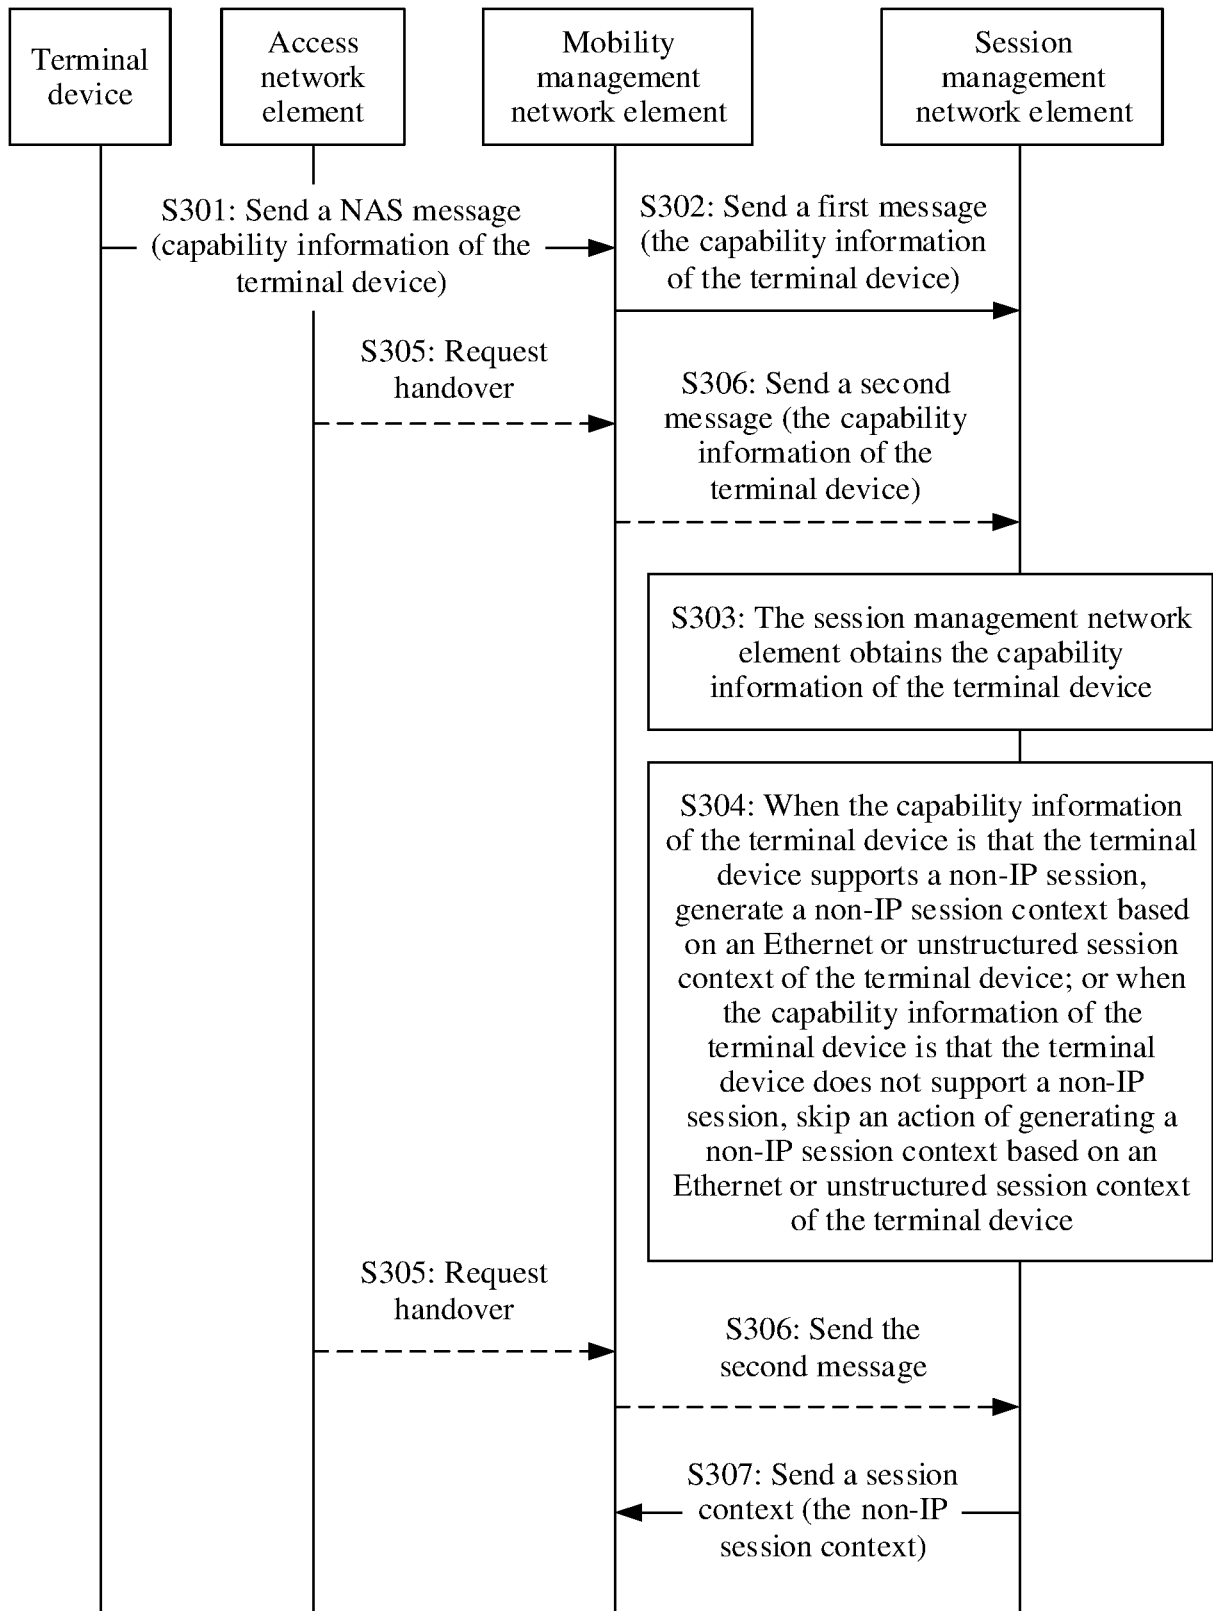 Terminal
device
Access
network
element
Mobility
management
network element
Session
management
network element
S301: Send a NAS message
(capability information of the
terminal device)
S302: Send a first message
(the capability information
of the terminal device)
S305: Request
handover
S306: Send a second
message (the capability
information of the
terminal device)
S303: The session management network
element obtains the capability
information of the terminal device
S304: When the capability information
of the terminal device is that the terminal
device supports a non-IP session,
generate a non-IP session context based
on an Ethernet or unstructured session
context of the terminal device; or when
the capability information of the
terminal device is that the terminal
device does not support a non-IP
session, skip an action of generating a
non-IP session context based on an
Ethernet or unstructured session context
of the terminal device
S305: Request
handover
S306: Send the
second message
S307: Send a session
context (the non-IP
session context)